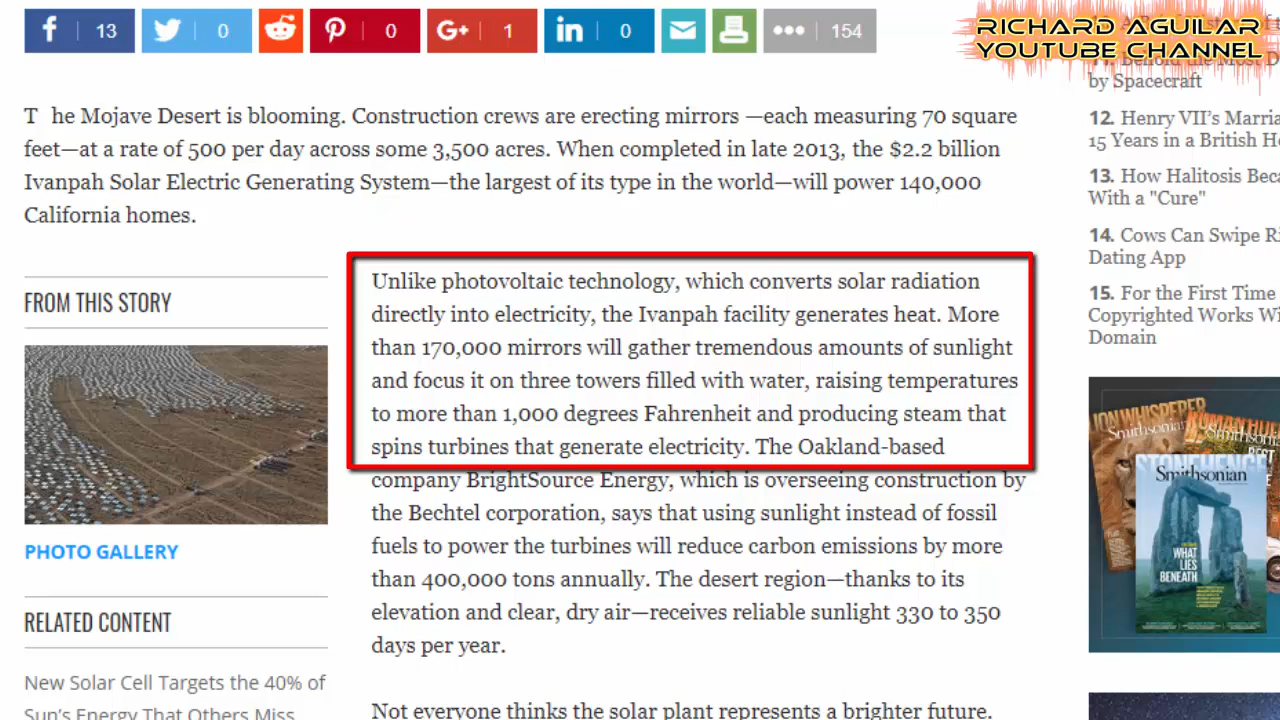 13
0
0
1
0
154
RICHARD AGUILAR
YOUTUBE CHANNEL
T he Mojave Desert is blooming. Construction crews are erecting mirrors —each measuring 70 square
feet—at a rate of 500 per day across some 3,500 acres. When completed in late 2013, the $2.2 billion
Ivanpah Solar Electric Generating System—the largest of its type in the world—will power 140,000
California homes.
FROM THIS STORY
PHOTO GALLERY
RELATED CONTENT
New Solar Cell Targets the 40% of
Sun's Energy That Others Miss
Unlike photovoltaic technology, which converts solar radiation
directly into electricity, the Ivanpah facility generates heat. More
than 170,000 mirrors will gather tremendous amounts of sunlight
and focus it on three towers filled with water, raising temperatures
to more than 1,000 degrees Fahrenheit and producing steam that
spins turbines that generate electricity. The Oakland-based
company BrightSource Energy, which is overseeing construction by
the Bechtel corporation, says that using sunlight instead of fossil
fuels to power the turbines will reduce carbon emissions by more
than 400,000 tons annually. The desert region—thanks to its
elevation and clear, dry air—receives reliable sunlight 330 to 350
days per year.
Not everyone thinks the solar plant represents a brighter future.
by Spacecraft
12. Henry VII's Marria
15 Years in a British H
13. How Halitosis Beca
With a "Cure"
14. Cows Can Swipe Ri
Dating App
15. For the First Time
Copyrighted Works Wi
Domain
Smithsonian
WHAT
LIES
BENEATH